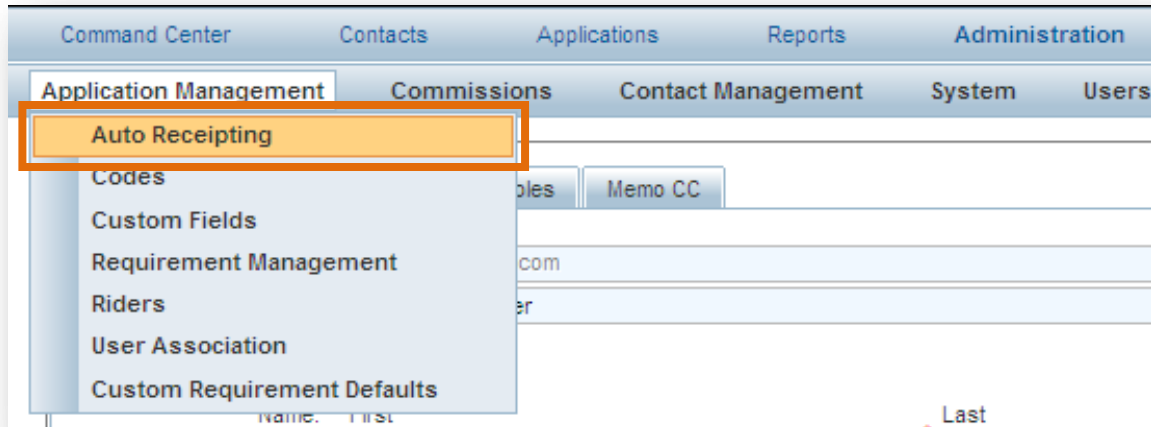 Command Center Contacts Applications Reports Administration
Application Management Commissions Contact Management System Users
Auto Receipting
Codes
Memo CC
Custom Fields
Requirement Management
com
Riders
er
User Association
Custom Requirement Defaults
Name: First Last